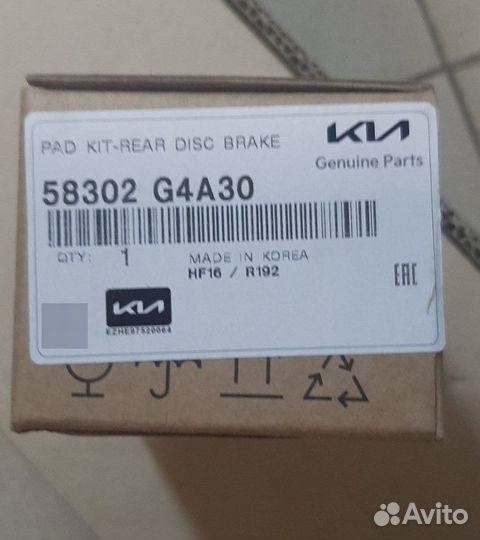 PAD KIT-REAR DISC BRAKE
KIA
Genuine Parts
58302 G4A30
QTY: 1
MADE IN KOREA
HF16 / R192
EAC
KIA
EZHE87520064
Avito